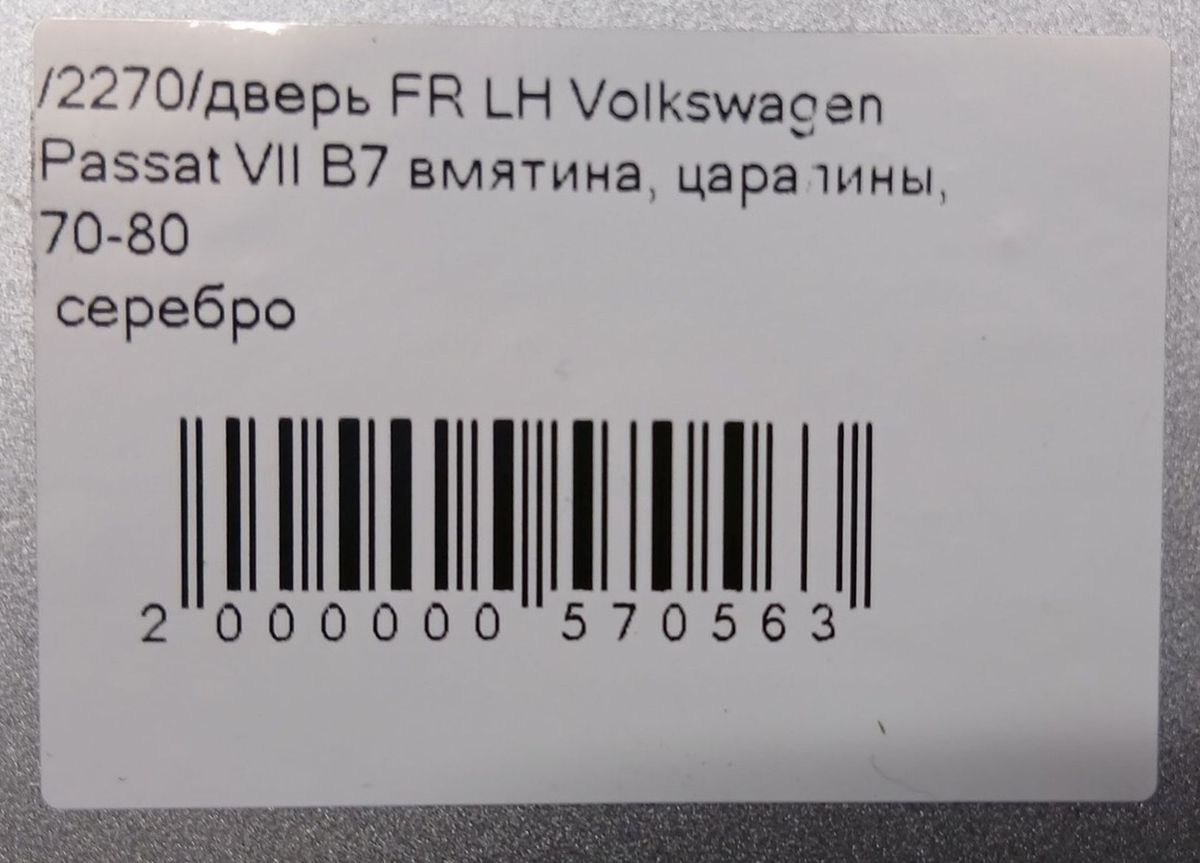 /2270/дверь FR LH Volkswagen
Passat VII B7 вмятина, царапины,
70-80
серебро
2 000000 570563